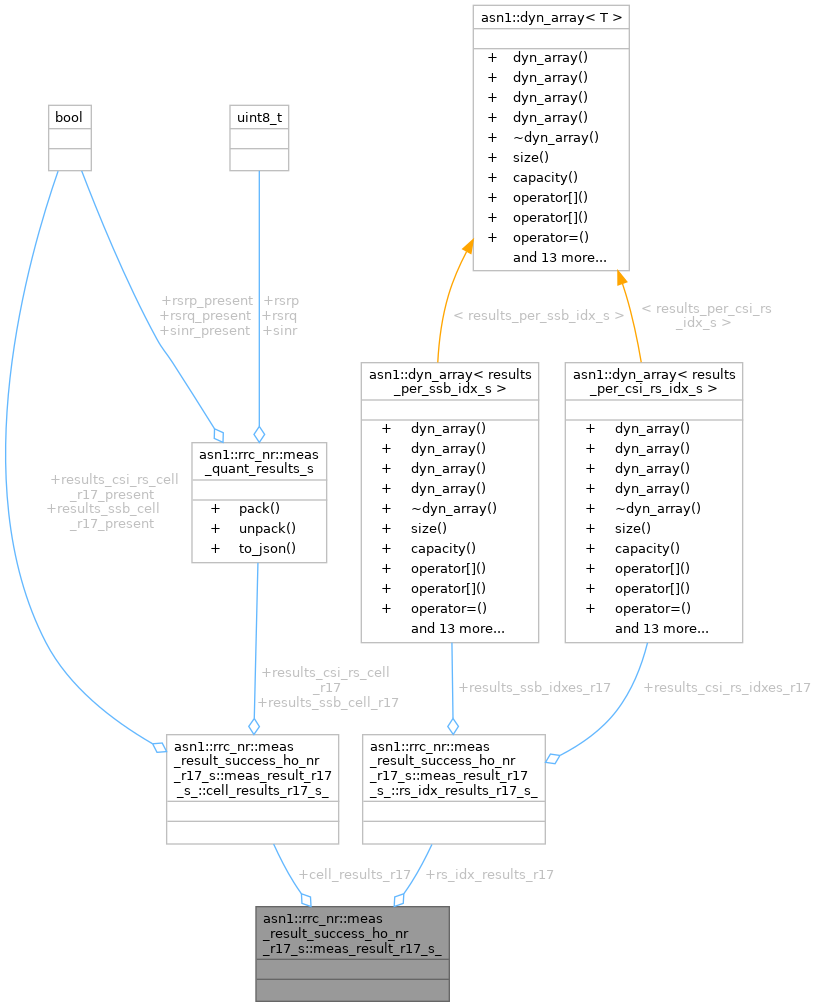 asn1::dyn_array< T >
+ dyn_array()
+ dyn_array()
+ dyn_array()
+ dyn_array()
+ ~dyn_array()
+ size()
+ capacity()
+ operator[]()
+ operator[]()
+ operator=()
and 13 more...
bool
uint8_t
+rsrp_present
+rsrq_present
+sinr_present
+rsrp
+rsrq
+sinr
< results_per_ssb_idx_s >
< results_per_csi_rs
_idx_s >
asn1::dyn_array< results
_per_ssb_idx_s >
+ dyn_array()
+ dyn_array()
+ dyn_array()
+ dyn_array()
+ ~dyn_array()
+ size()
+ capacity()
+ operator[]()
+ operator[]()
+ operator=()
and 13 more...
asn1::dyn_array< results
_per_csi_rs_idx_s >
+ dyn_array()
+ dyn_array()
+ dyn_array()
+ dyn_array()
+ ~dyn_array()
+ size()
+ capacity()
+ operator[]()
+ operator[]()
+ operator=()
and 13 more...
asn1::rrc_nr::meas
_quant_results_s
+ pack()
+ unpack()
+ to_json()
+results_csi_rs_cell
_r17_present
+results_ssb_cell
_r17_present
+results_csi_rs_cell
_r17
+results_ssb_cell_r17
+results_ssb_idxes_r17
+results_csi_rs_idxes_r17
asn1::rrc_nr::meas
_result_success_ho_nr
_r17_s::meas_result_r17
_s_::cell_results_r17_s_
asn1::rrc_nr::meas
_result_success_ho_nr
_r17_s::meas_result_r17
_s_::rs_idx_results_r17_s_
+cell_results_r17
+rs_idx_results_r17
asn1::rrc_nr::meas
_result_success_ho_nr
_r17_s::meas_result_r17_s_